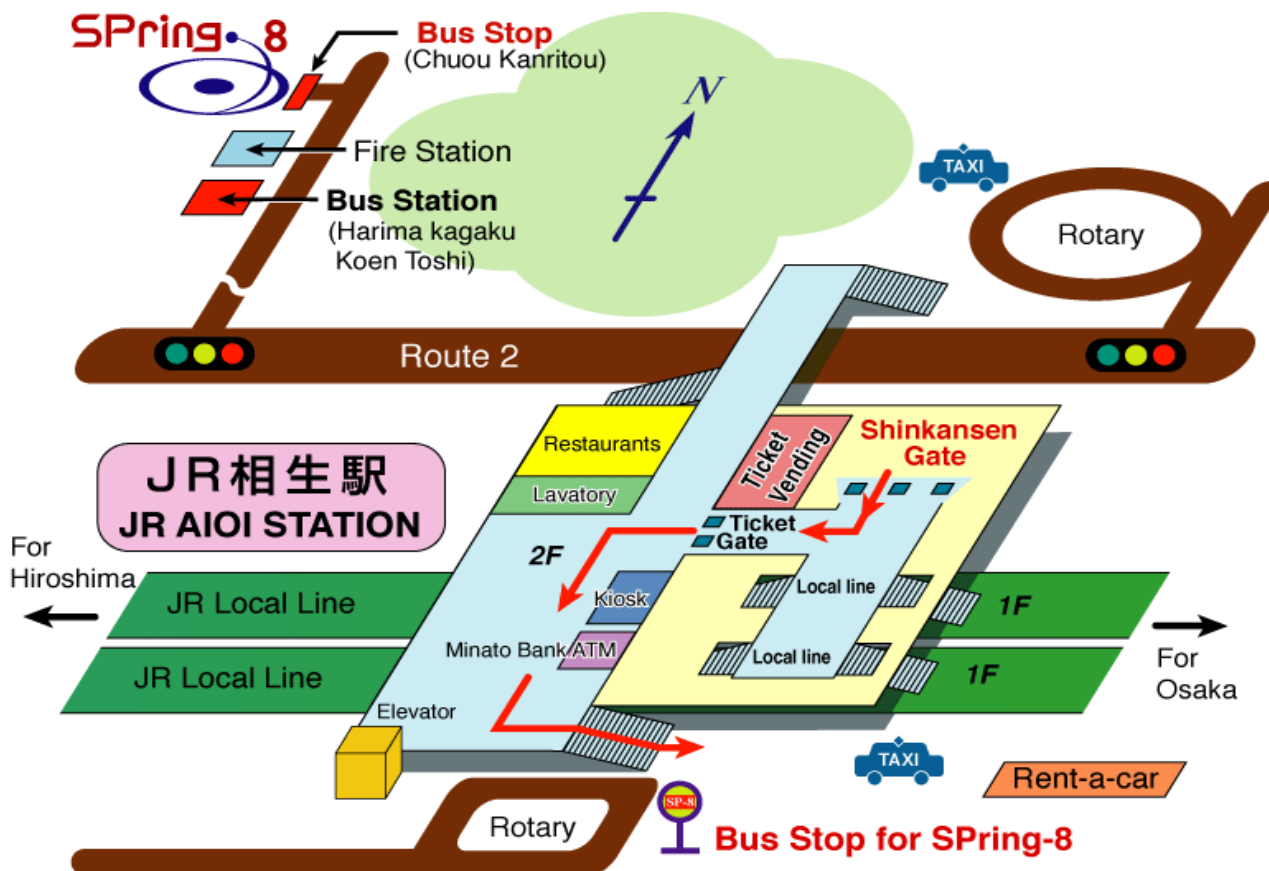 SPring-8
Bus Stop
(Chuou Kanritou)
N
Fire Station
TAXI
Bus Station
(Harima kagaku
Koen Toshi)
Rotary
Route 2
Restaurants
Ticket
Vending
Shinkansen
Gate
JR相生駅
JR AIOI STATION
Lavatory
Ticket
Gate
For
Hiroshima
2F
JR Local Line
Kiosk
Local line
1F
Minato Bank ATM
Local line
JR Local Line
1F
For
Osaka
Elevator
TAXI
Rent-a-car
SP-8
Rotary
Bus Stop for SPring-8